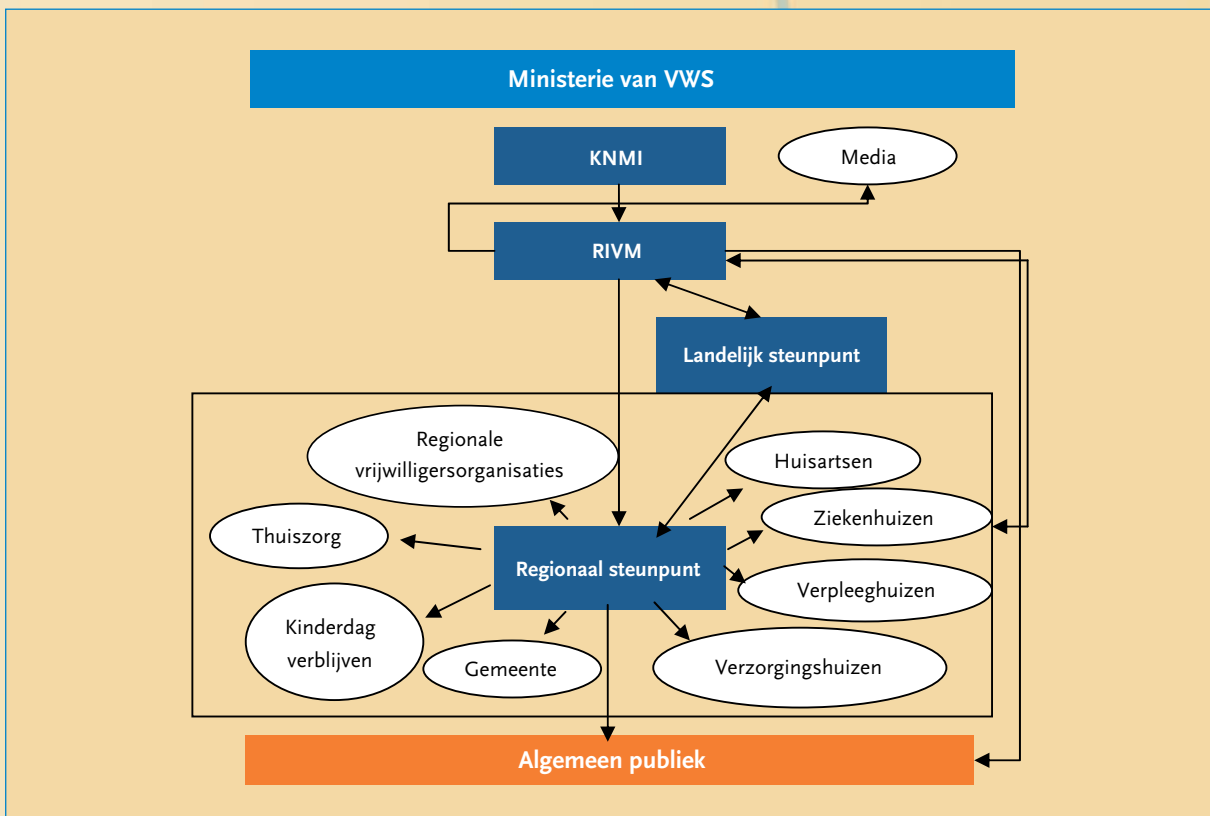 Ministerie van VWS
KNMI
Media
RIVM
Landelijk steunpunt
Regionale
vrijwilligersorganisaties
Huisartsen
Ziekenhuizen
Thuiszorg
Regionaal steunpunt
Verpleeghuizen
Kinderdag
verblijven
Gemeente
Verzorgingshuizen
Algemeen publiek